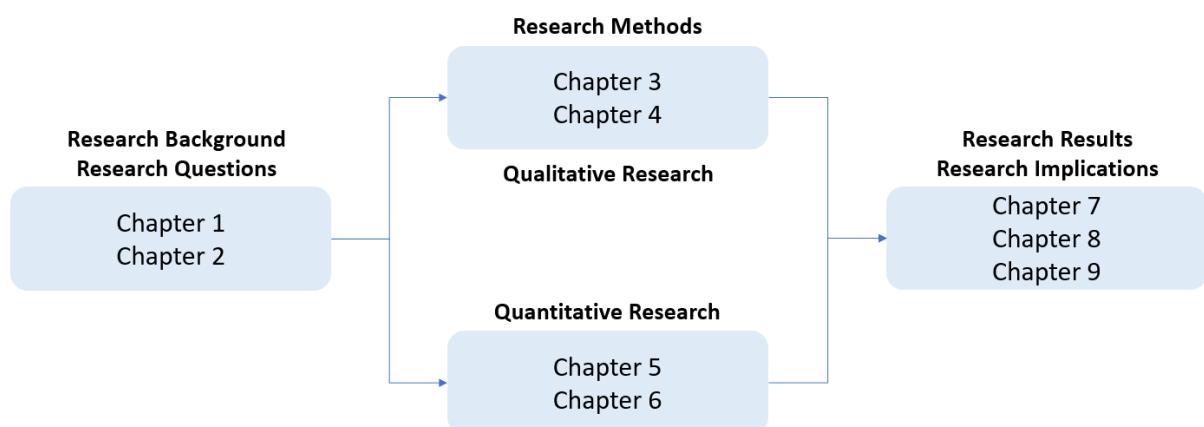 Research Background
Research Questions
Chapter 1
Chapter 2
Research Methods
Chapter 3
Chapter 4
Qualitative Research
Quantitative Research
Chapter 5
Chapter 6
Research Results
Research Implications
Chapter 7
Chapter 8
Chapter 9